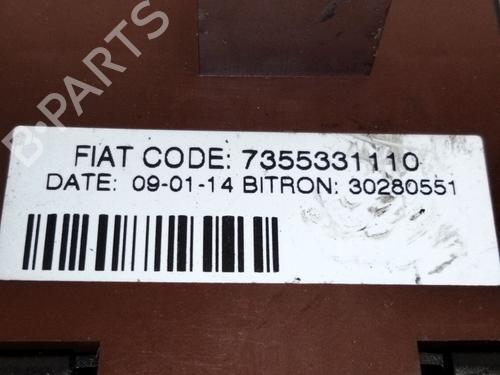 B-PARTS
FIAT CODE: 7355331110
DATE: 09-01-14 BITRON: 30280551